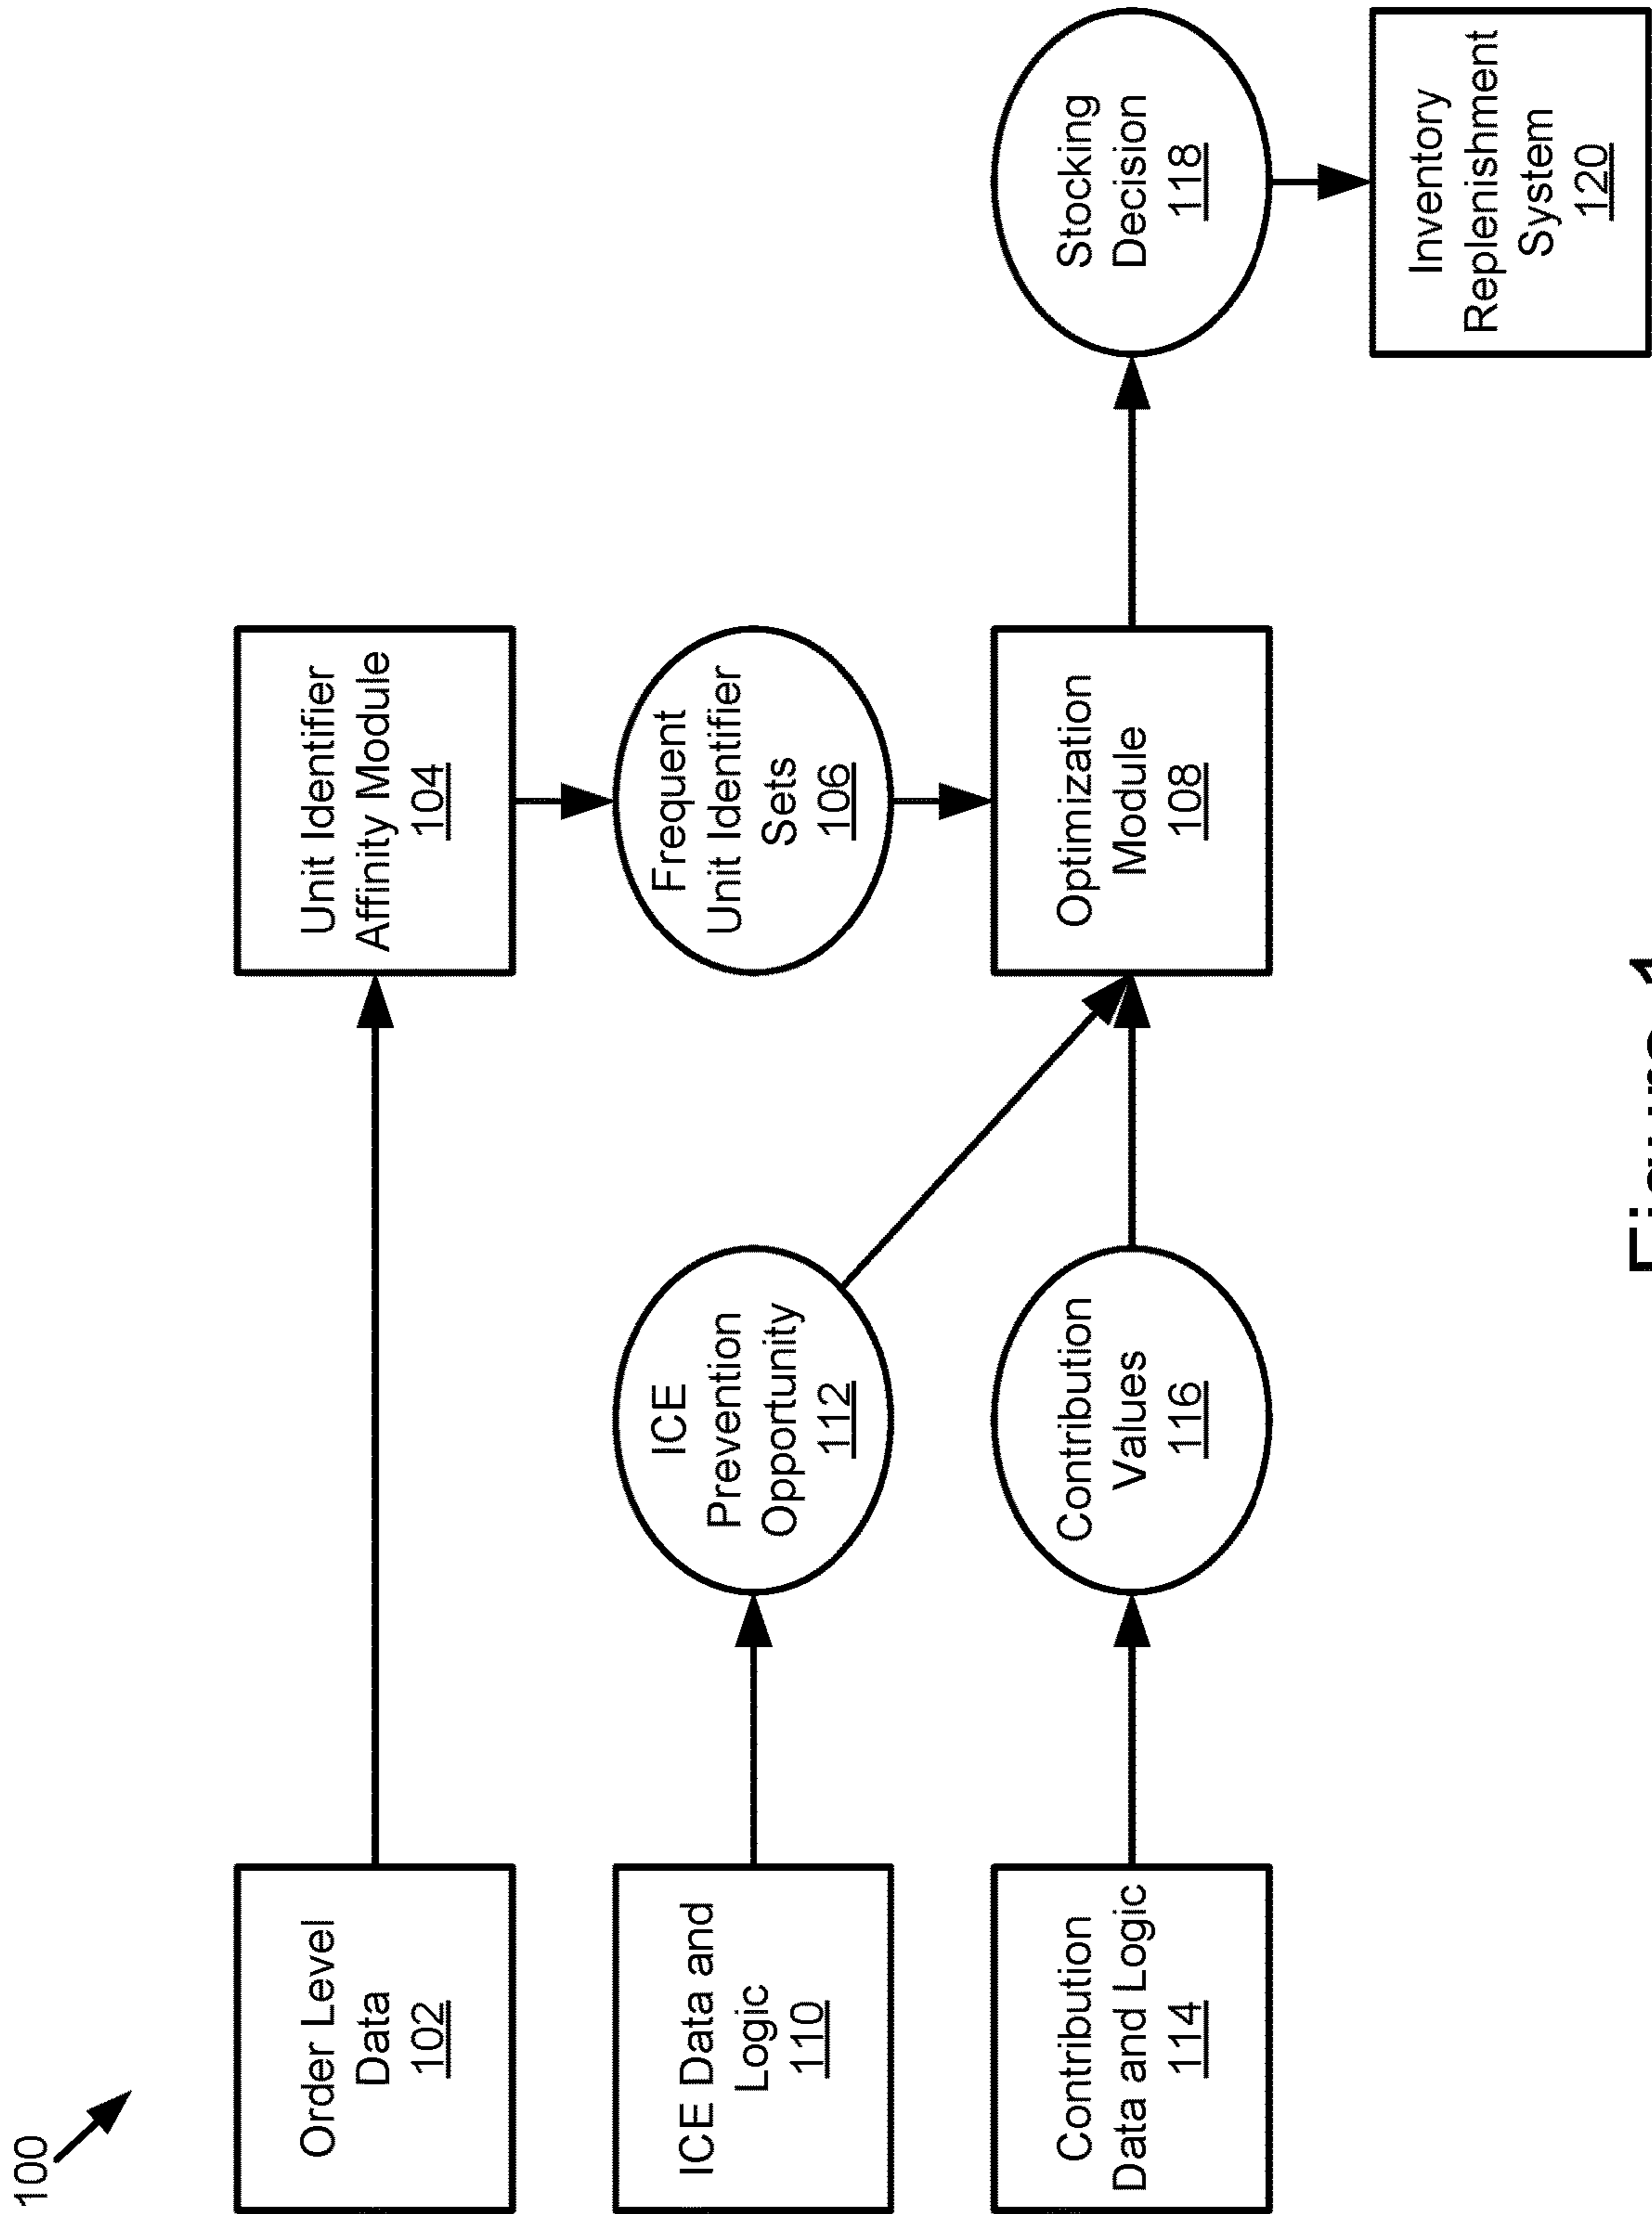 100
Order Level
Data
102
Unit Identifier
Affinity Module
104
ICE Data and
Logic
110
ICE
Prevention
Opportunity
112
Frequent
Unit Identifier
Sets
106
Contribution
Data and Logic
114
Contribution
Values
116
Optimization
Module
108
Stocking
Decision
118
Inventory
Replenishment
System
120
Figure 1